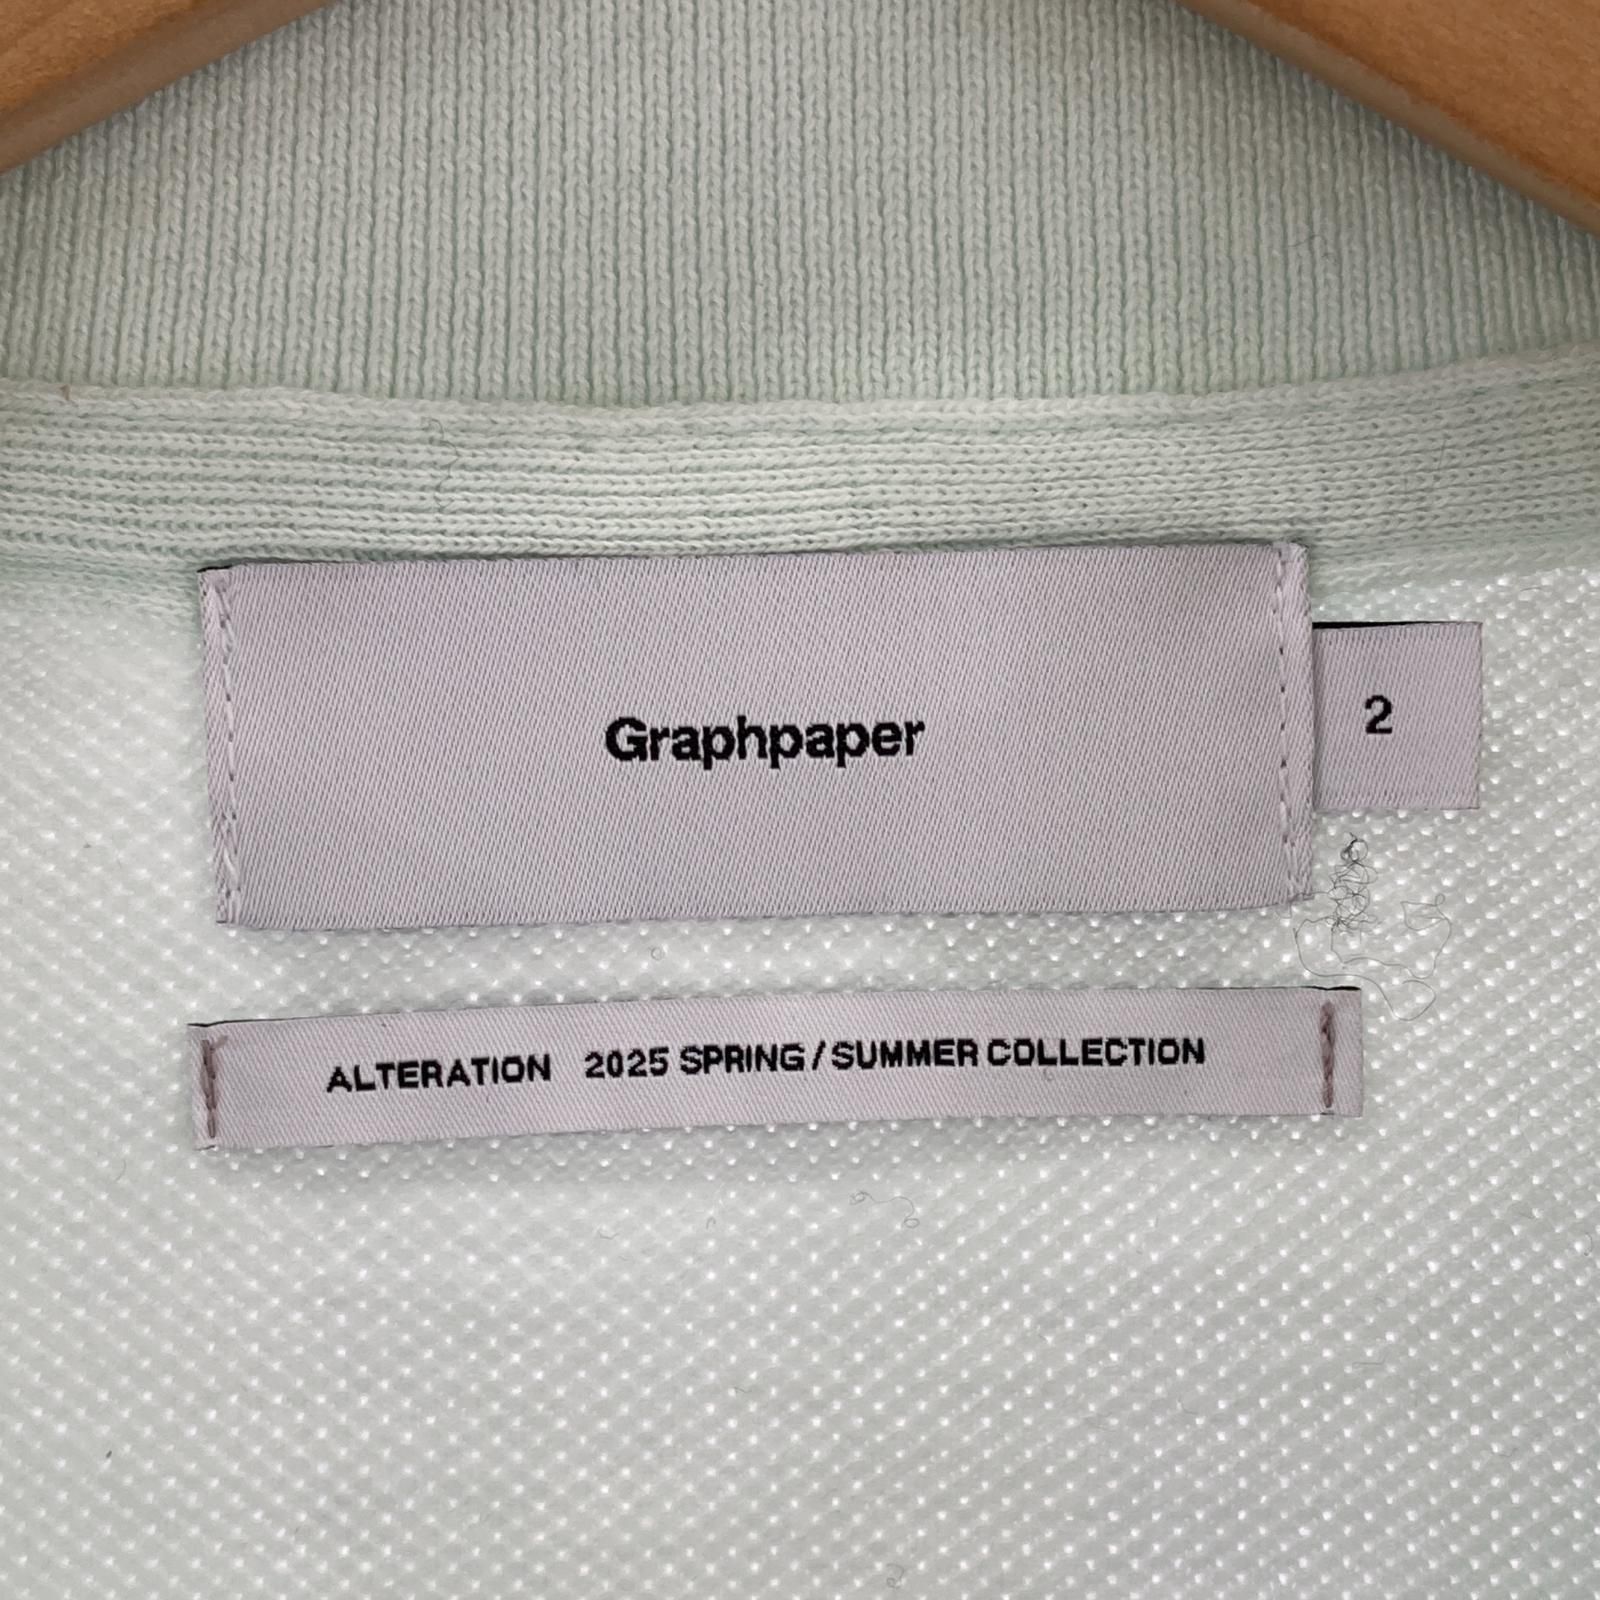 Graphpaper
2
ALTERATION 2025 SPRING / SUMMER COLLECTION